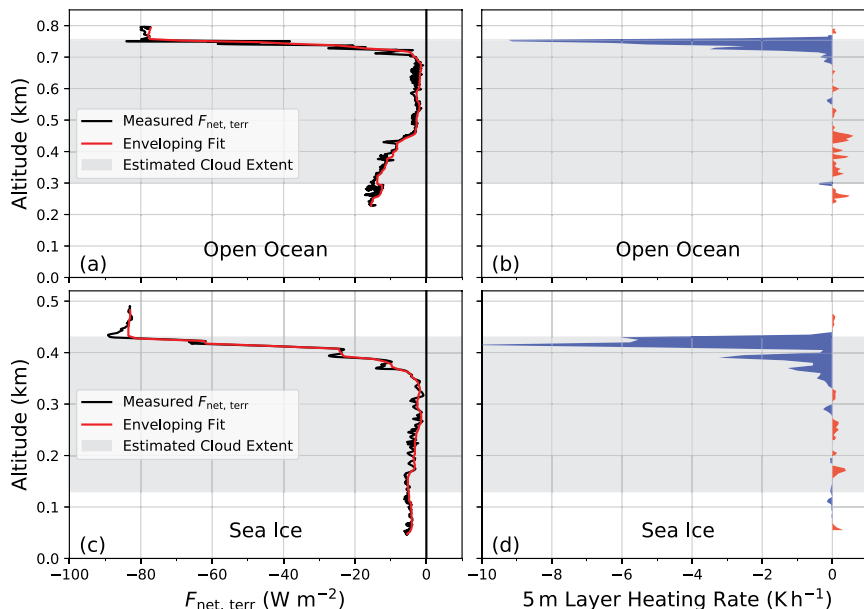 0.8
0.7
0.6
0.5
0.4
0.3
0.2
0.1
0.0
Altitude (km)
Measured F_net, terr
Enveloping Fit
Estimated Cloud Extent
(a)
Open Ocean
Altitude (km)
(b)
Open Ocean
0.5
0.4
0.3
0.2
0.1
0.0
Altitude (km)
Measured F_net, terr
Enveloping Fit
Estimated Cloud Extent
(c)
Sea Ice
−100 −80 −60 −40 −20 0
F_net, terr (W m⁻²)
Altitude (km)
(d)
Sea Ice
−10 −8 −6 −4 −2 0
5 m Layer Heating Rate (K h⁻¹)